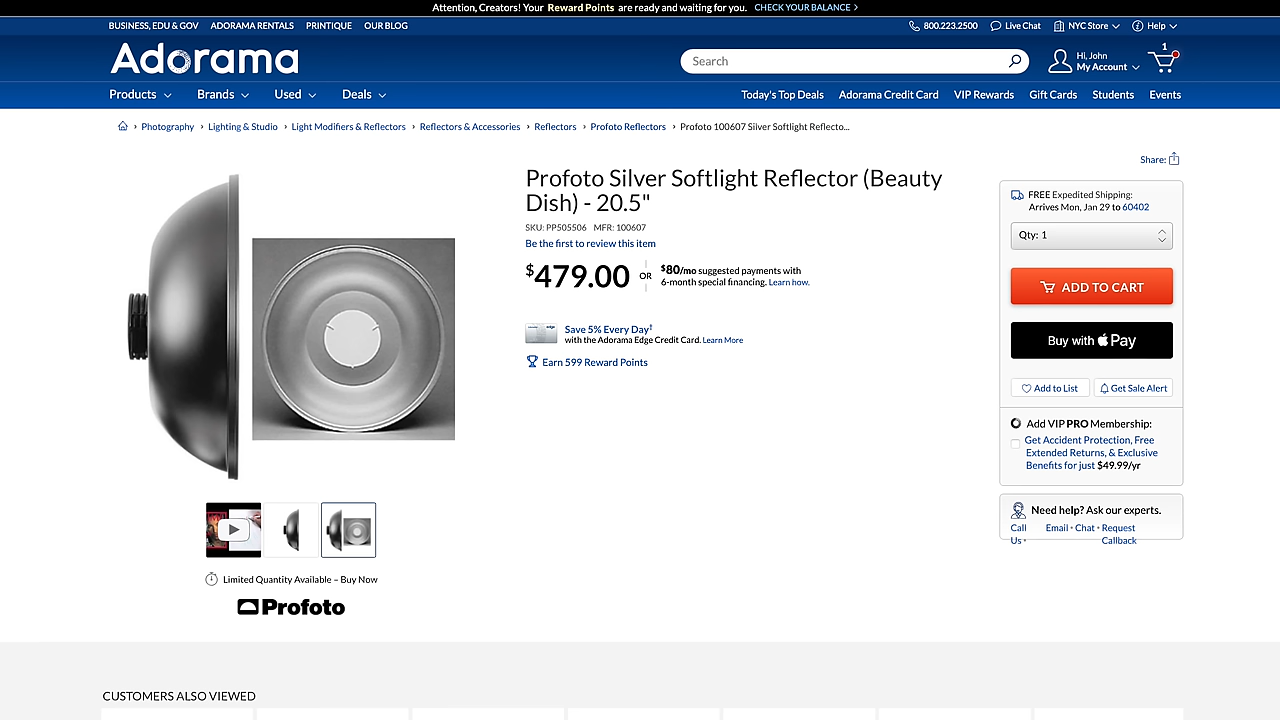 Attention, Creators! Your Reward Points are ready and waiting for you. CHECK YOUR BALANCE
BUSINESS, EDU & GOV ADORAMA RENTALS PRINTIQUE OUR BLOG
800.223.2500 Live Chat NYC Store Help
Adorama
Search
Hi, John
My Account
1
Products Brands Used Deals
Today's Top Deals Adorama Credit Card VIP Rewards Gift Cards Students Events
Photography Lighting & Studio Light Modifiers & Reflectors Reflectors & Accessories Reflectors Profoto Reflectors Profoto 100607 Silver Softlight Reflecto...
Share:
Profoto Silver Softlight Reflector (Beauty
Dish) - 20.5"
SKU: PP505506 MFR: 100607
Be the first to review this item
$479.00 OR $80/mo suggested payments with
6-month special financing. Learn how.
Save 5% Every Day†
with the Adorama Edge Credit Card. Learn More
Earn 599 Reward Points
FREE Expedited Shipping:
Arrives Mon, Jan 29 to 60402
Qty: 1
ADD TO CART
Buy with Pay
Add to List Get Sale Alert
Add VIP PRO Membership:
Get Accident Protection, Free
Extended Returns, & Exclusive
Benefits for just $49.99/yr
Need help? Ask our experts.
Call Us • Email • Chat • Request Callback
Limited Quantity Available – Buy Now
Profoto
CUSTOMERS ALSO VIEWED